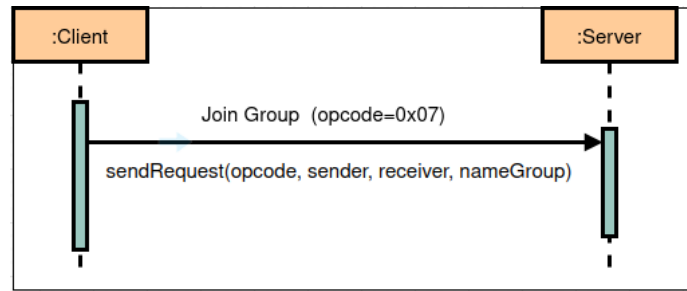 :Client
:Server
Join Group (opcode=0x07)
sendRequest(opcode, sender, receiver, nameGroup)